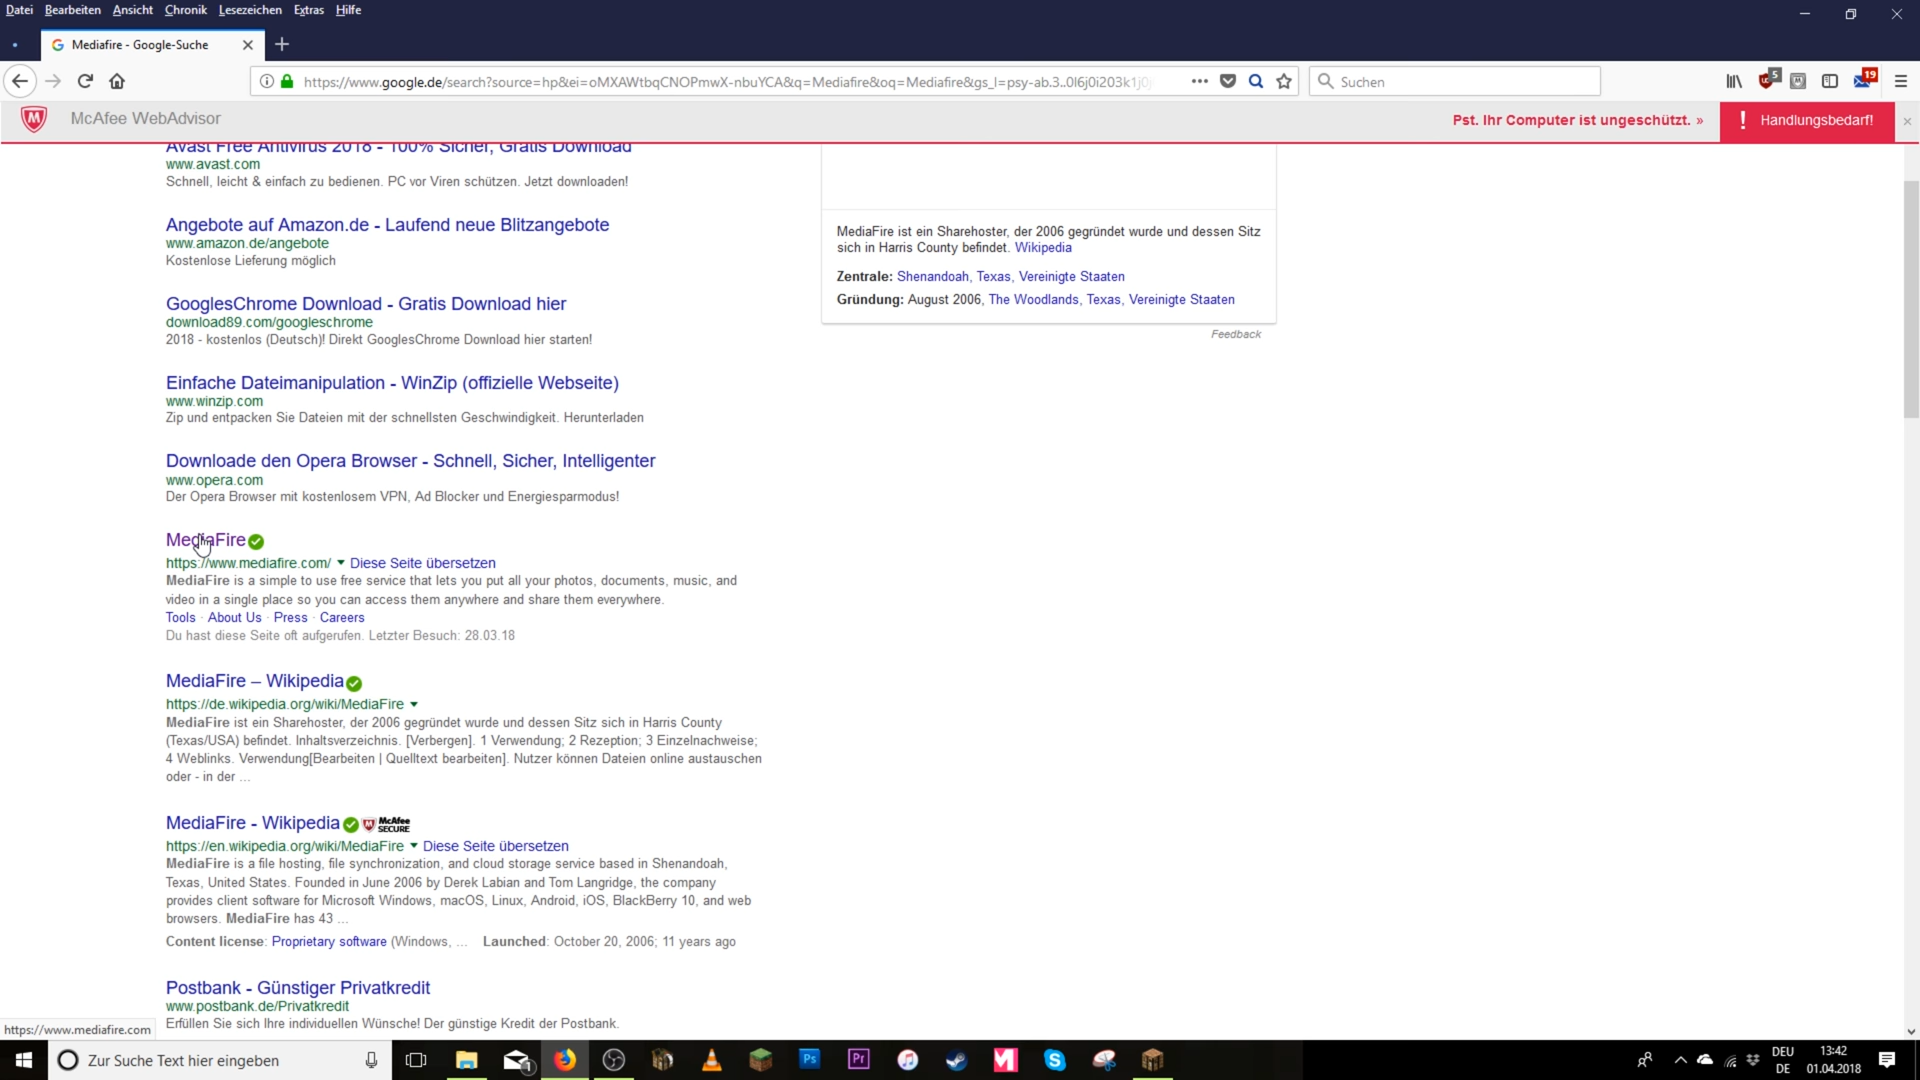 Datei Bearbeiten Ansicht Chronik Lesezeichen Extras Hilfe
Mediafire - Google-Suche
https://www.google.de/search?source=hp&ei=oMXAWtbqCNOPmwX-nbuYCA&q=Mediafire&oq=Mediafire&gs_l=psy-ab.3..0l6j0i203k1j0
Suchen
5
19
McAfee WebAdvisor
Pst. Ihr Computer ist ungeschützt. »
! Handlungsbedarf!
Avast Free Antivirus 2018 - 100% Sicher, Gratis Download
www.avast.com
Schnell, leicht & einfach zu bedienen. PC vor Viren schützen. Jetzt downloaden!
Angebote auf Amazon.de - Laufend neue Blitzangebote
www.amazon.de/angebote
Kostenlose Lieferung möglich
GooglesChrome Download - Gratis Download hier
download89.com/googleschrome
2018 - kostenlos (Deutsch)! Direkt GooglesChrome Download hier starten!
Einfache Dateimanipulation - WinZip (offizielle Webseite)
www.winzip.com
Zip und entpacken Sie Dateien mit der schnellsten Geschwindigkeit. Herunterladen
Downloade den Opera Browser - Schnell, Sicher, Intelligenter
www.opera.com
Der Opera Browser mit kostenlosem VPN, Ad Blocker und Energiesparmodus!
MediaFire
https://www.mediafire.com/ Diese Seite übersetzen
MediaFire is a simple to use free service that lets you put all your photos, documents, music, and
video in a single place so you can access them anywhere and share them everywhere.
Tools · About Us · Press · Careers
Du hast diese Seite oft aufgerufen. Letzter Besuch: 28.03.18
MediaFire – Wikipedia
https://de.wikipedia.org/wiki/MediaFire
MediaFire ist ein Sharehoster, der 2006 gegründet wurde und dessen Sitz sich in Harris County
(Texas/USA) befindet. Inhaltsverzeichnis. [Verbergen]. 1 Verwendung; 2 Rezeption; 3 Einzelnachweise;
4 Weblinks. Verwendung[Bearbeiten | Quelltext bearbeiten]. Nutzer können Dateien online austauschen
oder - in der ...
MediaFire - Wikipedia McAfee SECURE
https://en.wikipedia.org/wiki/MediaFire Diese Seite übersetzen
MediaFire is a file hosting, file synchronization, and cloud storage service based in Shenandoah,
Texas, United States. Founded in June 2006 by Derek Labian and Tom Langridge, the company
provides client software for Microsoft Windows, macOS, Linux, Android, iOS, BlackBerry 10, and web
browsers. MediaFire has 43 ...
Content license: Proprietary software (Windows, ... Launched: October 20, 2006; 11 years ago
Postbank - Günstiger Privatkredit
www.postbank.de/Privatkredit
Erfüllen Sie sich Ihre individuellen Wünsche! Der günstige Kredit der Postbank.
MediaFire ist ein Sharehoster, der 2006 gegründet wurde und dessen Sitz
sich in Harris County befindet. Wikipedia
Zentrale: Shenandoah, Texas, Vereinigte Staaten
Gründung: August 2006, The Woodlands, Texas, Vereinigte Staaten
Feedback
https://www.mediafire.com
Zur Suche Text hier eingeben
1
Ps
Pr
DEU
DE
13:42
01.04.2018